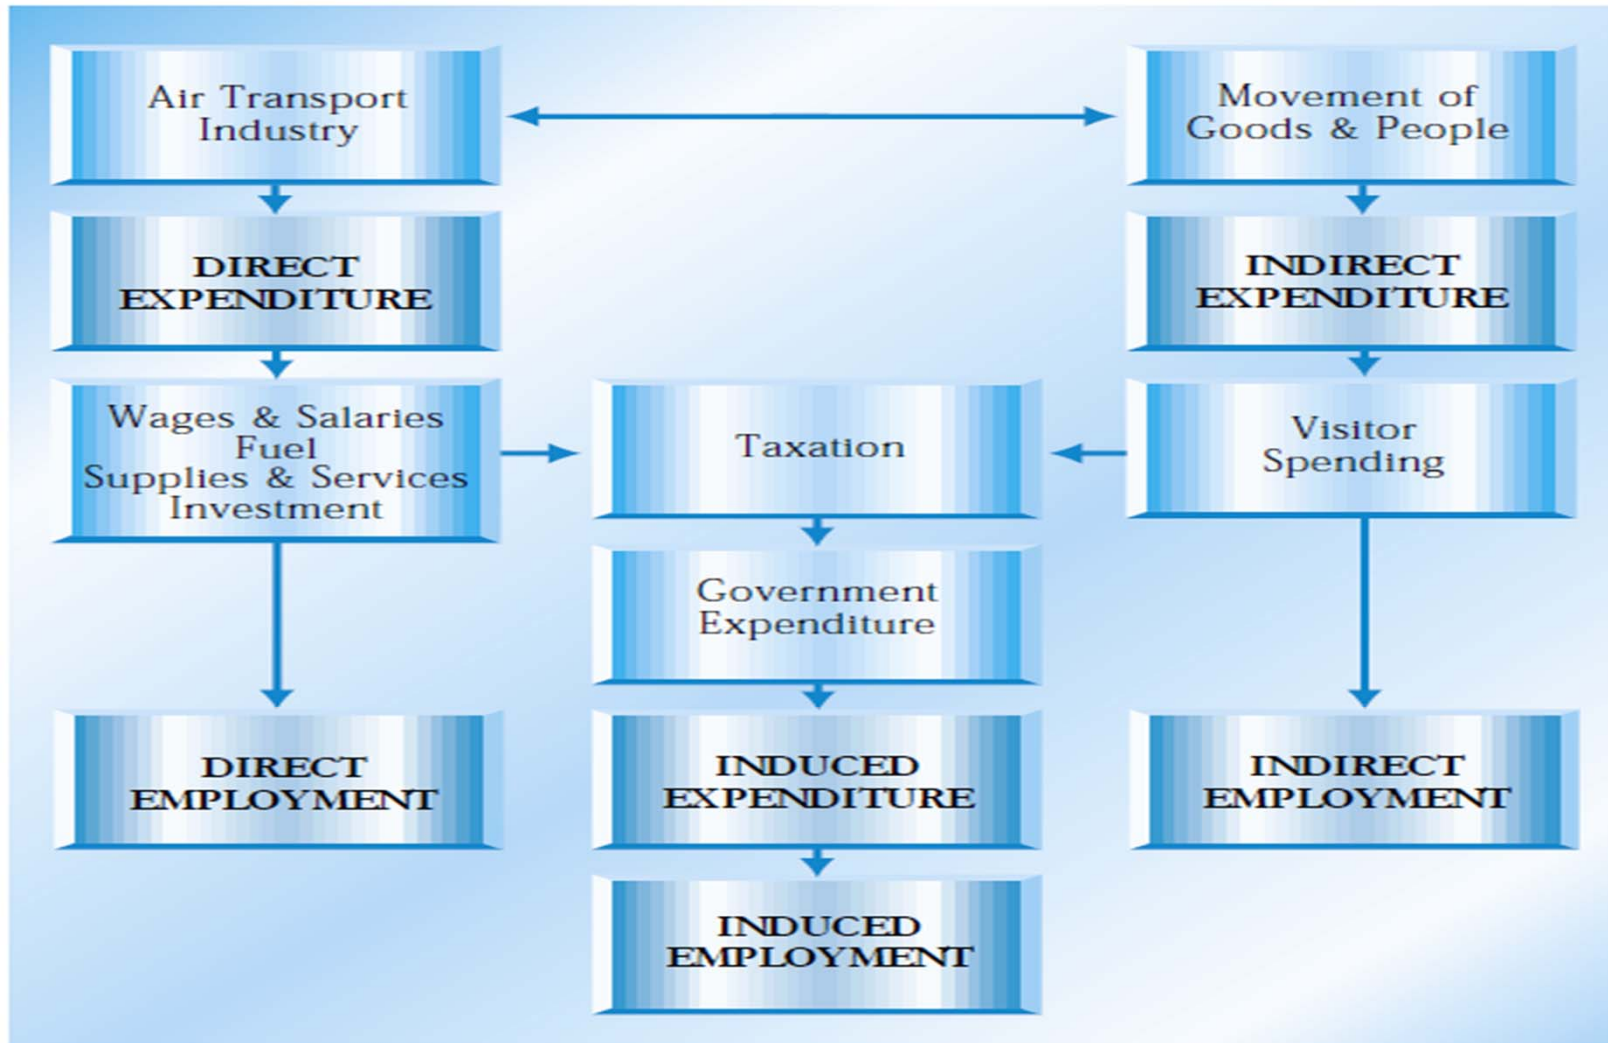 Air Transport
Industry
Movement of
Goods & People
DIRECT
EXPENDITURE
INDIRECT
EXPENDITURE
Wages & Salaries
Fuel
Supplies & Services
Investment
Taxation
Visitor
Spending
Government
Expenditure
DIRECT
EMPLOYMENT
INDUCED
EXPENDITURE
INDIRECT
EMPLOYMENT
INDUCED
EMPLOYMENT